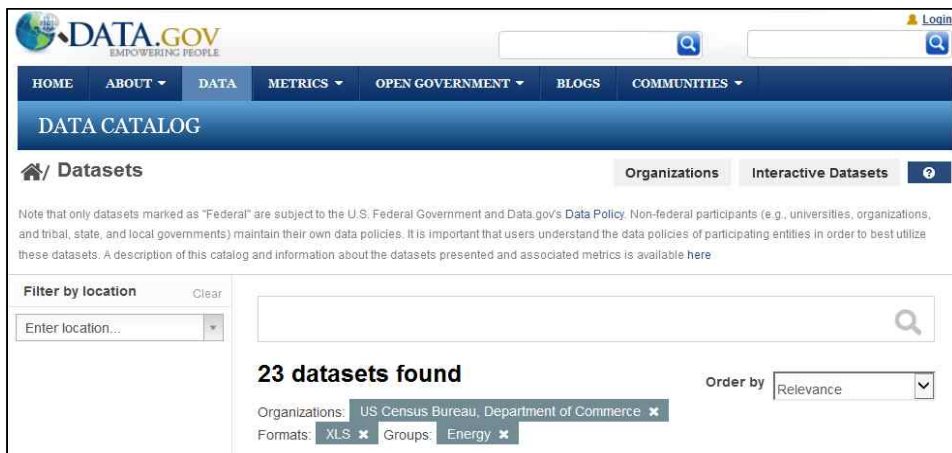 Login
DATA.GOV
EMPOWERING PEOPLE
HOME ABOUT DATA METRICS OPEN GOVERNMENT BLOGS COMMUNITIES
DATA CATALOG
/ Datasets
Organizations Interactive Datasets ?
Note that only datasets marked as "Federal" are subject to the U.S. Federal Government and Data.gov's Data Policy. Non-federal participants (e.g., universities, organizations,
and tribal, state, and local governments) maintain their own data policies. It is important that users understand the data policies of participating entities in order to best utilize
these datasets. A description of this catalog and information about the datasets presented and associated metrics is available here
Filter by location Clear
Enter location...
23 datasets found
Order by Relevance
Organizations: US Census Bureau, Department of Commerce ×
Formats: XLS × Groups: Energy ×